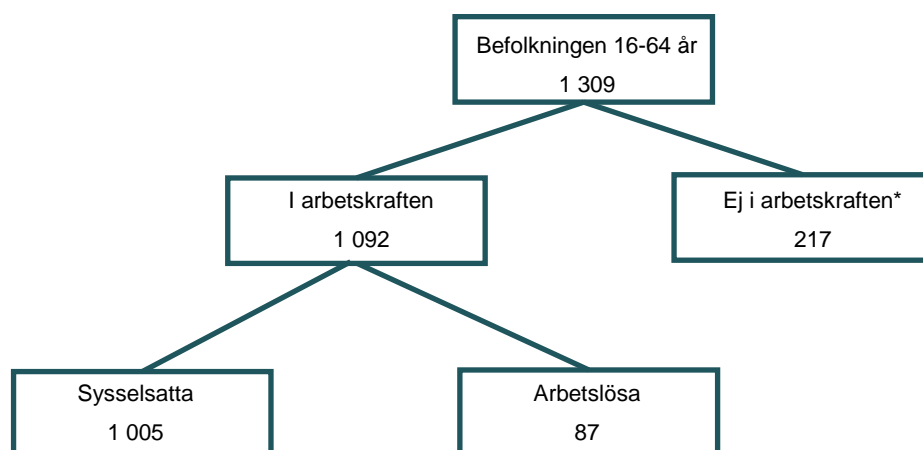 Befolkningen 16-64 år
1 309
I arbetskraften
1 092
Ej i arbetskraften*
217
Sysselsatta
1 005
Arbetslösa
87